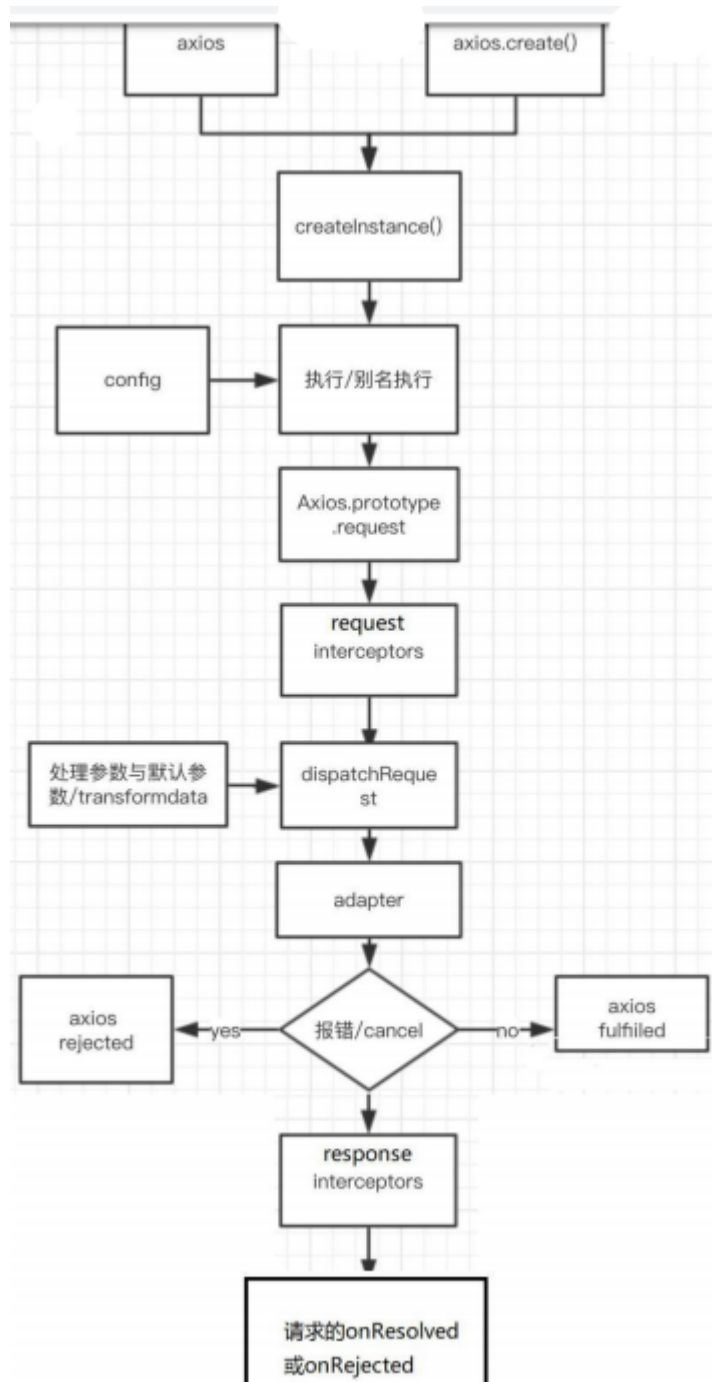 axios
axios.create()
createInstance()
config
执行/别名执行
Axios.prototype
.request
request
interceptors
处理参数与默认参
数/transformdata
dispatchReque
st
adapter
axios
rejected
yes
报错/cancel
no
axios
fulfiiled
response
interceptors
请求的onResolved
或onRejected